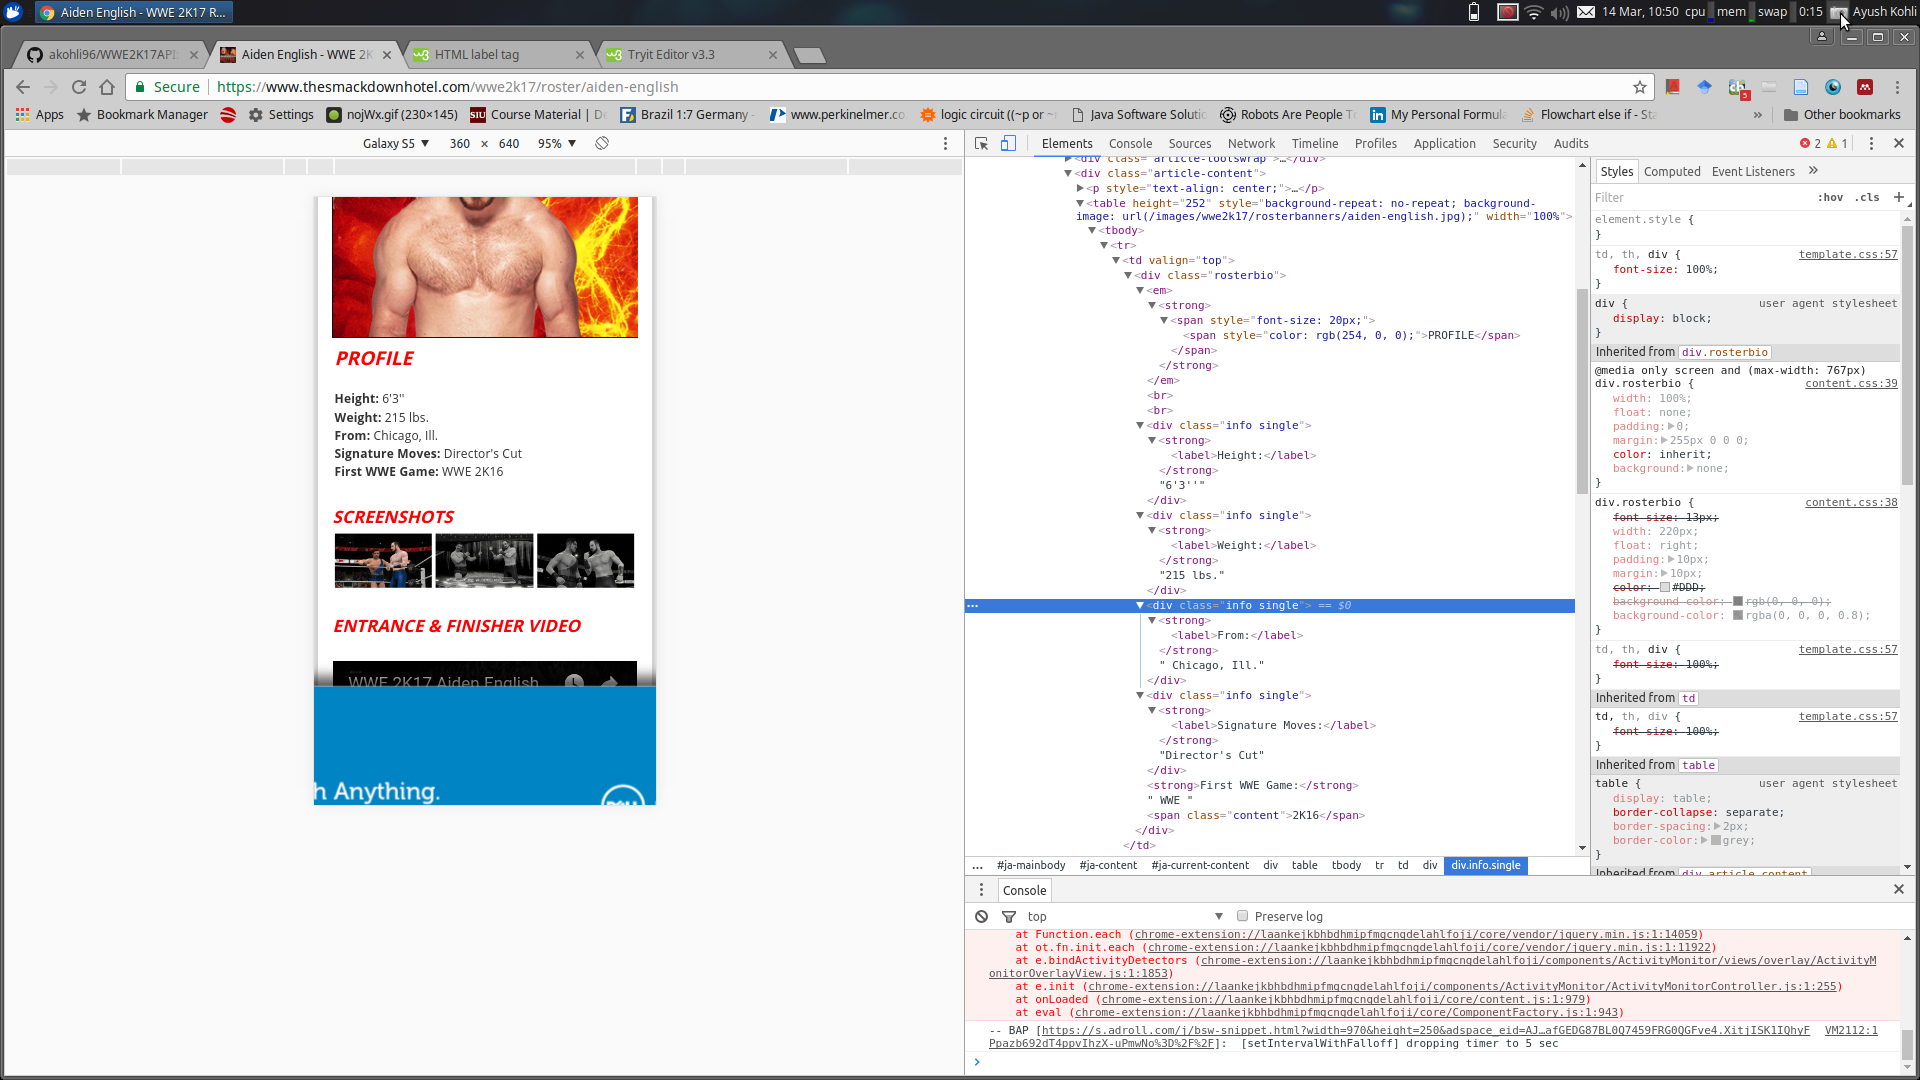 Aiden English - WWE 2K17 R...
14 Mar, 10:50 cpu mem swap 0:15 Ayush Kohli
akohli96/WWE2K17API:
Aiden English - WWE 2K
HTML label tag
Tryit Editor v3.3
Secure https://www.thesmackdownhotel.com/wwe2k17/roster/aiden-english
Apps Bookmark Manager Settings nojWx.gif (230×145) SIU Course Material | D Brazil 1:7 Germany - www.perkinelmer.co logic circuit ((~p or ~ Java Software Soluti Robots Are People T My Personal Formula Flowchart else if - Sta » Other bookmarks
Galaxy S5 ▼ 360 × 640 95% ▼
PROFILE
Height: 6'3''
Weight: 215 lbs.
From: Chicago, Ill.
Signature Moves: Director's Cut
First WWE Game: WWE 2K16
SCREENSHOTS
ENTRANCE & FINISHER VIDEO
WWE 2K17 Aiden English
h Anything.
Elements Console Sources Network Timeline Profiles Application Security Audits 2 1
<div class="article-toolswrap">…</div>
<div class="article-content">
<p style="text-align: center;">…</p>
<table height="252" style="background-repeat: no-repeat; background-
image: url(/images/wwe2k17/rosterbanners/aiden-english.jpg);" width="100%">
<tbody>
<tr>
<td valign="top">
<div class="rosterbio">
<em>
<strong>
<span style="font-size: 20px;">
<span style="color: rgb(254, 0, 0);">PROFILE</span>
</span>
</strong>
</em>
<br>
<br>
<div class="info single">
<strong>
<label>Height:</label>
</strong>
"6'3''"
</div>
<div class="info single">
<strong>
<label>Weight:</label>
</strong>
"215 lbs."
</div>
<div class="info single"> == $0
<strong>
<label>From:</label>
</strong>
" Chicago, Ill."
</div>
<div class="info single">
<strong>
<label>Signature Moves:</label>
</strong>
"Director's Cut"
</div>
<strong>First WWE Game:</strong>
" WWE "
<span class="content">2K16</span>
</div>
</td>
... #ja-mainbody #ja-content #ja-current-content div table tbody tr td div div.info.single
Styles Computed Event Listeners »
Filter :hov .cls +
element.style {
}
td, th, div { template.css:57
font-size: 100%;
}
div { user agent stylesheet
display: block;
}
Inherited from div.rosterbio
@media only screen and (max-width: 767px)
div.rosterbio { content.css:39
width: 100%;
float: none;
padding: 0;
margin: 255px 0 0 0;
color: inherit;
background: none;
}
div.rosterbio { content.css:38
font-size: 13px;
width: 220px;
float: right;
padding: 10px;
margin: 10px;
color: #DDD;
background-color: rgb(0, 0, 0);
background-color: rgba(0, 0, 0, 0.8);
}
td, th, div { template.css:57
font-size: 100%;
}
Inherited from td
td, th, div { template.css:57
font-size: 100%;
}
Inherited from table
table { user agent stylesheet
display: table;
border-collapse: separate;
border-spacing: 2px;
border-color: grey;
}
Inherited from div.article-content
Console
top ▼ Preserve log
at Function.each (chrome-extension://laankejkbhbdhmipfmgcngdelahlfoji/core/vendor/jquery.min.js:1:14059)
at ot.fn.init.each (chrome-extension://laankejkbhbdhmipfmgcngdelahlfoji/core/vendor/jquery.min.js:1:11922)
at e.bindActivityDetectors (chrome-extension://laankejkbhbdhmipfmgcngdelahlfoji/components/ActivityMonitor/views/overlay/ActivityM
onitorOverlayView.js:1:1853)
at e.init (chrome-extension://laankejkbhbdhmipfmgcngdelahlfoji/components/ActivityMonitor/ActivityMonitorController.js:1:255)
at onLoaded (chrome-extension://laankejkbhbdhmipfmgcngdelahlfoji/core/content.js:1:979)
at eval (chrome-extension://laankejkbhbdhmipfmgcngdelahlfoji/core/ComponentFactory.js:1:943)
-- BAP [https://s.adroll.com/j/bsw-snippet.html?width=970&height=250&adspace_eid=AJ…afGEDG87BL0Q7459FRG0QGFve4.XitjISK1IQhyF VM2112:1
Ppazb692dT4ppvIhzX-uPmwNo%3D%2F%2F]: [setIntervalWithFalloff] dropping timer to 5 sec